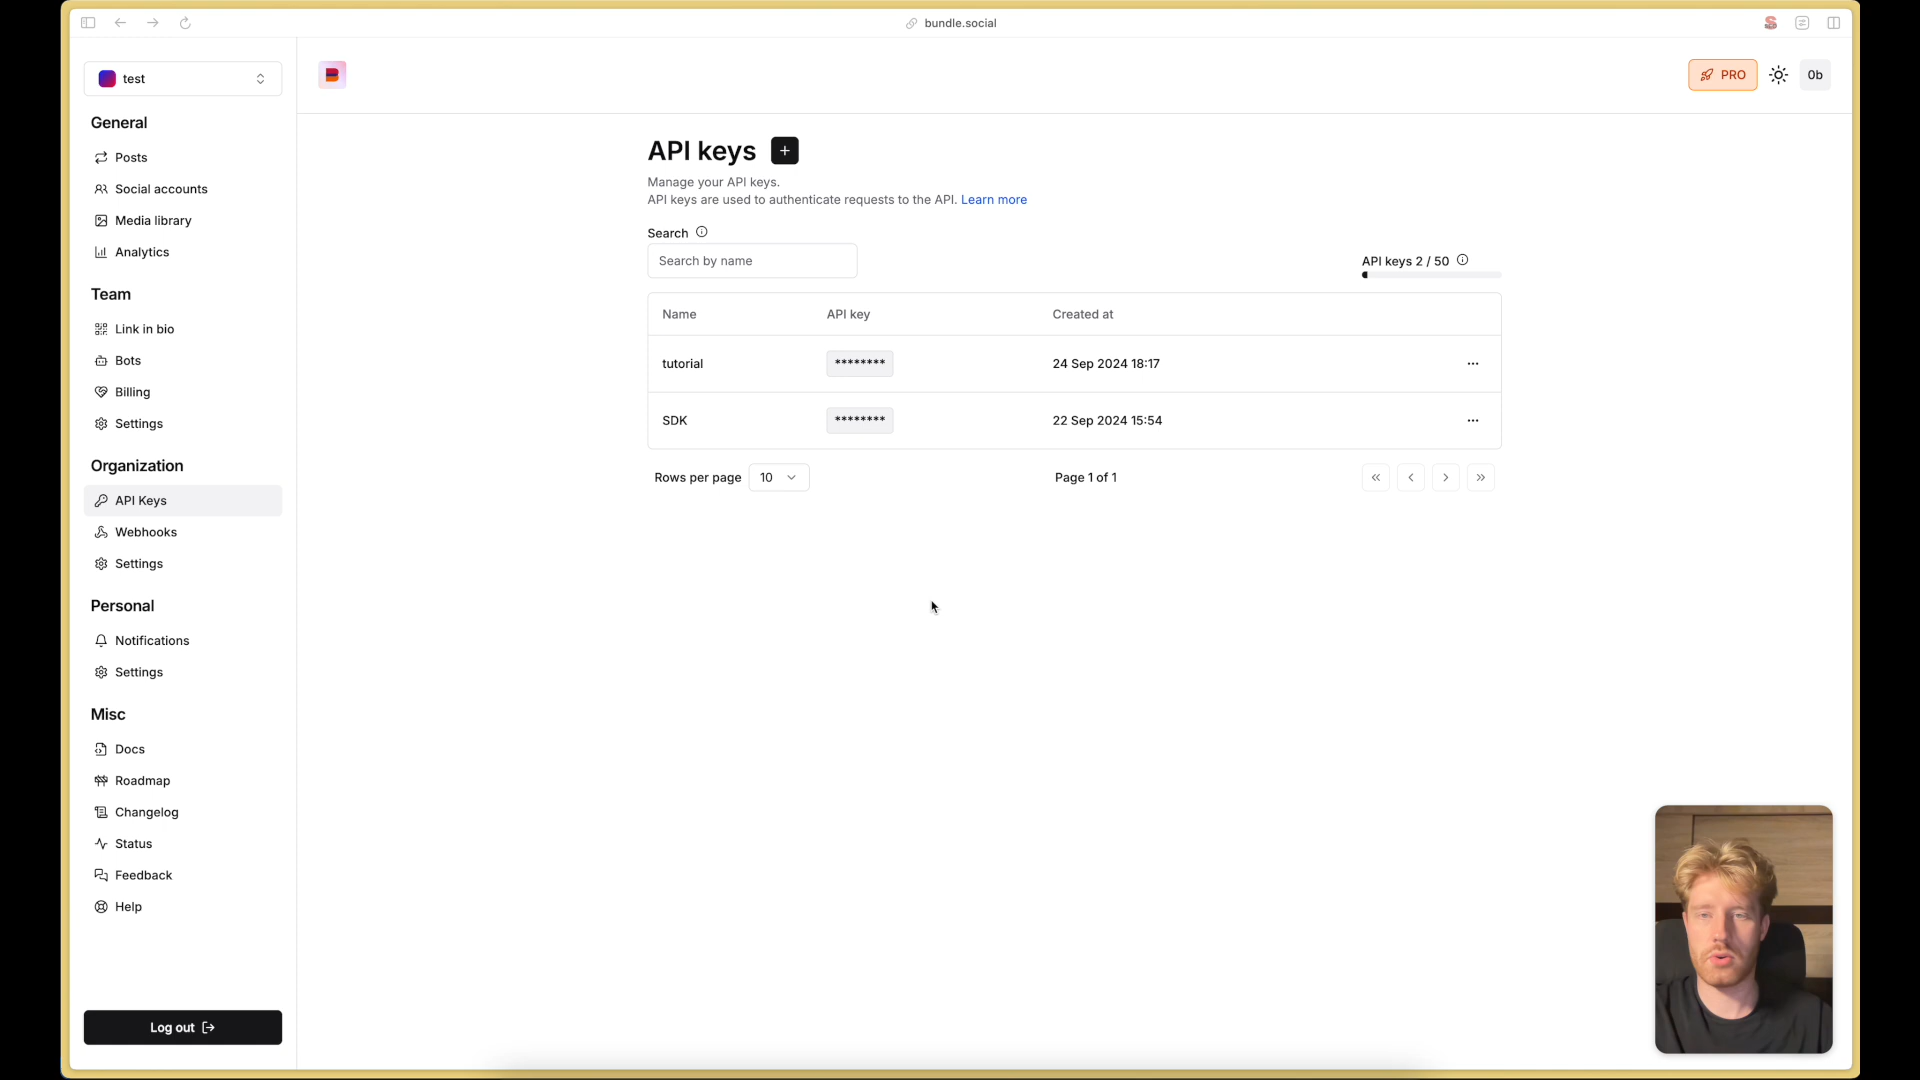 bundle.social
test
PRO
0b
General
Posts
Social accounts
Media library
Analytics
Team
Link in bio
Bots
Billing
Settings
Organization
API Keys
Webhooks
Settings
Personal
Notifications
Settings
Misc
Docs
Roadmap
Changelog
Status
Feedback
Help
Log out
API keys
Manage your API keys.
API keys are used to authenticate requests to the API. Learn more
Search
Search by name
API keys 2 / 50
Name API key Created at
tutorial ******** 24 Sep 2024 18:17
SDK ******** 22 Sep 2024 15:54
Rows per page 10 Page 1 of 1